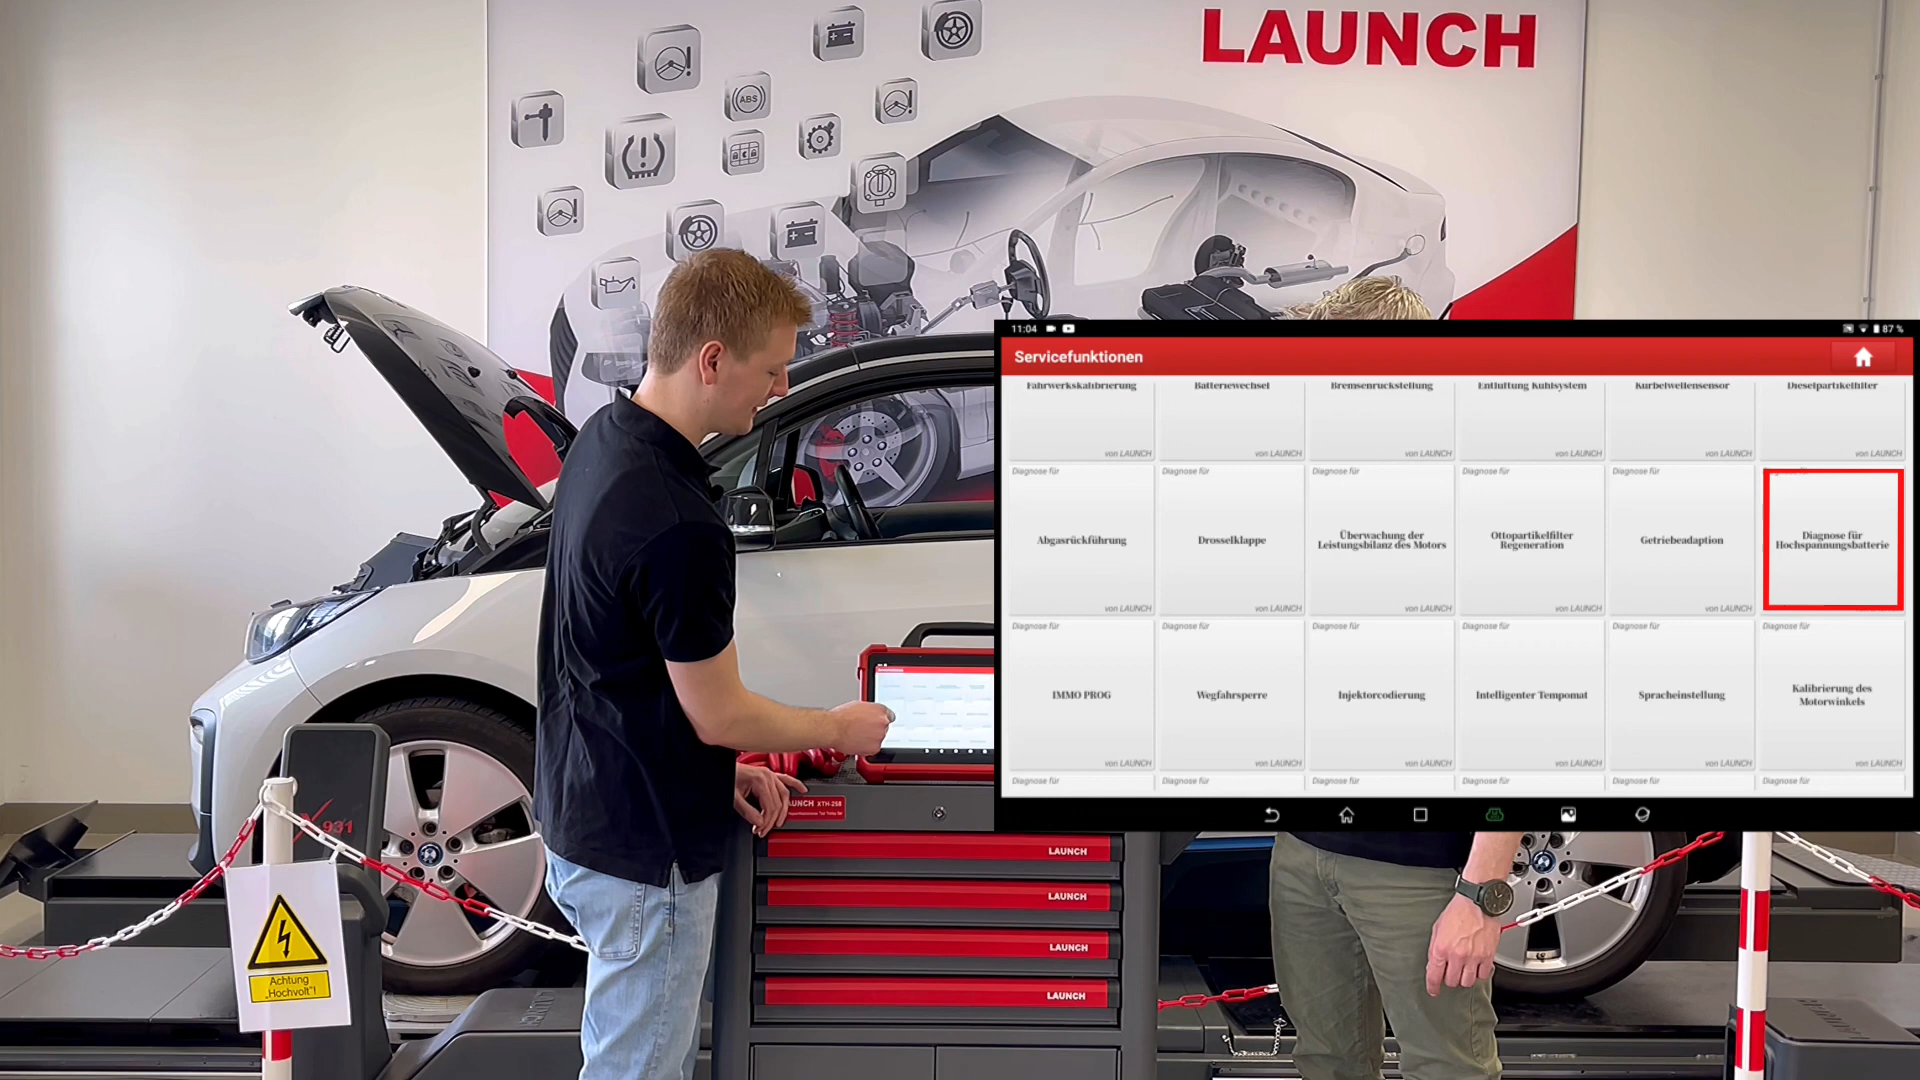 LAUNCH
ABS
11:04
87 %
Servicefunktionen
Fahrwerkskalibrierung
Batteriewechsel
Bremsenrückstellung
Entlüftung Kühlsystem
Kurbelwellensensor
Dieselpartikelfilter
von LAUNCH
von LAUNCH
von LAUNCH
von LAUNCH
von LAUNCH
von LAUNCH
Diagnose für
Diagnose für
Diagnose für
Diagnose für
Diagnose für
Abgasrückführung
Drosselklappe
Überwachung der
Leistungsbilanz des Motors
Ottopartikelfilter
Regeneration
Getriebeadaption
Diagnose für
Hochspannungsbatterie
von LAUNCH
von LAUNCH
von LAUNCH
von LAUNCH
von LAUNCH
Diagnose für
Diagnose für
Diagnose für
Diagnose für
Diagnose für
Diagnose für
IMMO PROG
Wegfahrsperre
Injektorcodierung
Intelligenter Tempomat
Spracheinstellung
Kalibrierung des
Motorwinkels
von LAUNCH
von LAUNCH
von LAUNCH
von LAUNCH
von LAUNCH
von LAUNCH
Diagnose für
Diagnose für
Diagnose für
Diagnose für
Diagnose für
Diagnose für
LAUNCH XTH-258
X 931
LAUNCH
LAUNCH
LAUNCH
LAUNCH
Achtung
„Hochvolt"!
LAUNCH